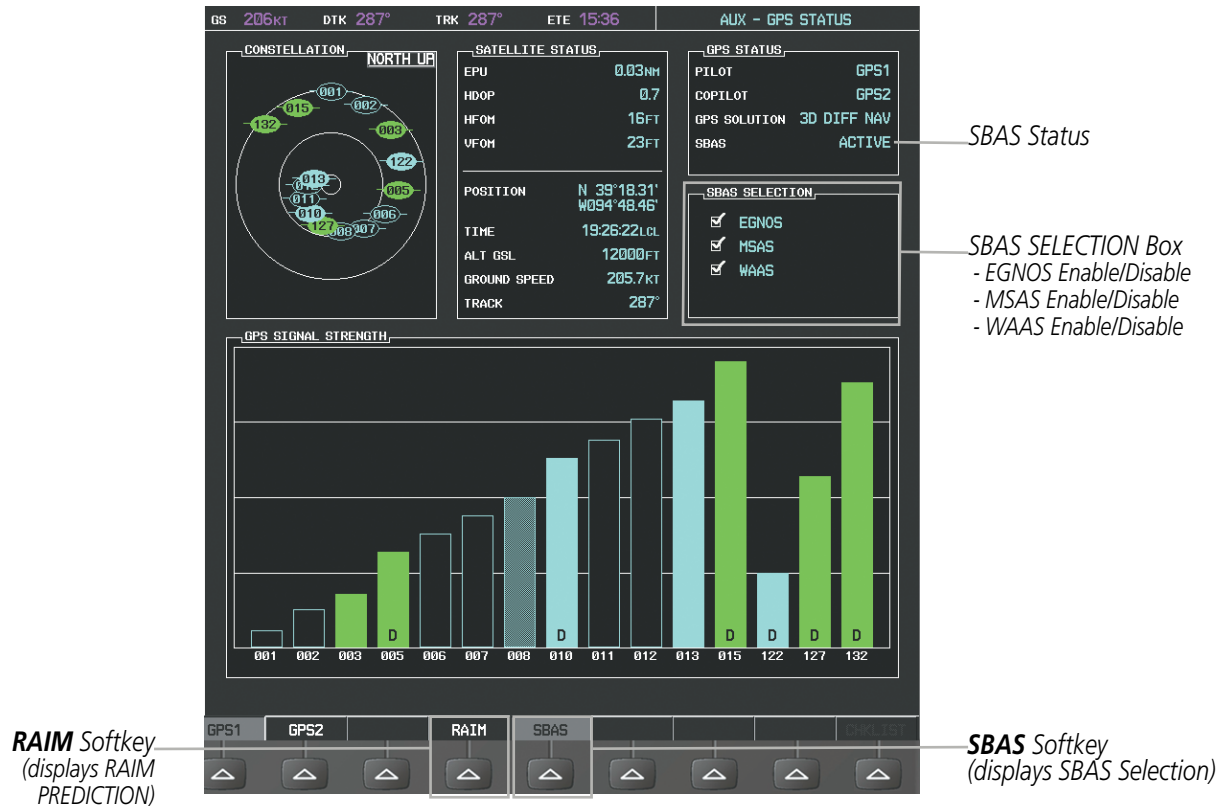 GS 206KT DTK 287° TRK 287° ETE 15:36 AUX - GPS STATUS
CONSTELLATION
NORTH UP
001
015
002
132
003
122
013
005
011
010
006
127
008
007
SATELLITE STATUS
EPU 0.03NM
HDOP 0.7
HFOM 16FT
VFOM 23FT
POSITION N 39°18.31'
W094°48.46'
TIME 19:26:22LCL
ALT GSL 12000FT
GROUND SPEED 205.7KT
TRACK 287°
GPS STATUS
PILOT GPS1
COPILOT GPS2
GPS SOLUTION 3D DIFF NAV
SBAS ACTIVE
SBAS Status
SBAS SELECTION
EGNOS
MSAS
WAAS
SBAS SELECTION Box
- EGNOS Enable/Disable
- MSAS Enable/Disable
- WAAS Enable/Disable
GPS SIGNAL STRENGTH
D D D D D D
001 002 003 005 006 007 008 010 011 012 013 015 122 127 132
GPS1 GPS2 RAIM SBAS CHKLIST
RAIM Softkey
(displays RAIM
PREDICTION)
SBAS Softkey
(displays SBAS Selection)